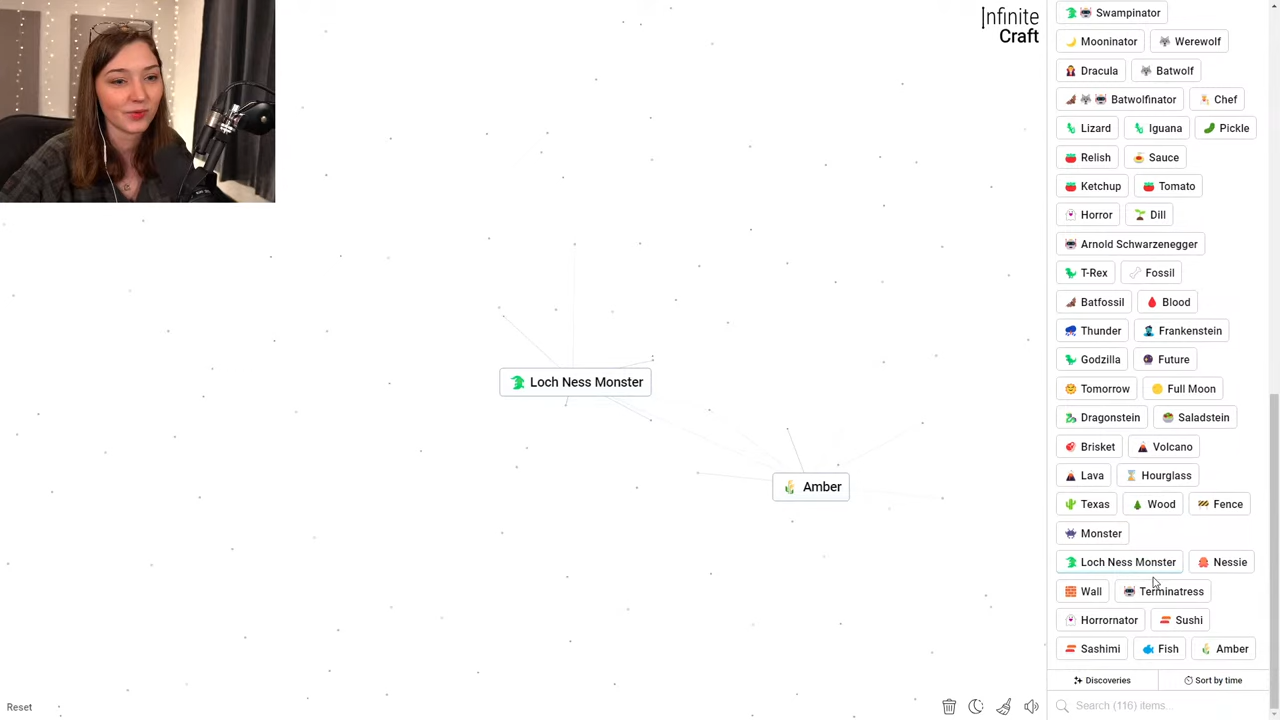 Infinite
Craft
Swampinator
Mooninator Werewolf
Dracula Batwolf
Batwolfinator Chef
Lizard Iguana Pickle
Relish Sauce
Ketchup Tomato
Horror Dill
Arnold Schwarzenegger
T-Rex Fossil
Batfossil Blood
Thunder Frankenstein
Godzilla Future
Tomorrow Full Moon
Dragonstein Saladstein
Brisket Volcano
Lava Hourglass
Texas Wood Fence
Monster
Loch Ness Monster Nessie
Wall Terminatress
Horrornator Sushi
Sashimi Fish Amber
Discoveries Sort by time
Search (116) items...
Loch Ness Monster
Amber
Reset